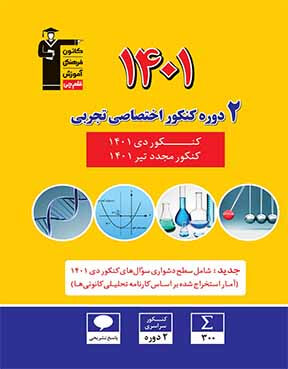 کانون
فرهنگی
آموزش
قلم‌چی
۱۴۰۱
۲ دوره کنکور اختصاصی تجربی
کنکور دی ۱۴۰۱
کنکور مجدد تیر ۱۴۰۱
جدید: شامل سطح دشواری سؤال‌های کنکور دی ۱۴۰۱
(آمار استخراج شده بر اساس کارنامه تحلیلی کانونی‌ها)
پاسخ تشریحی
کنکور
سراسری
۲ دوره
Σ
۳۰۰